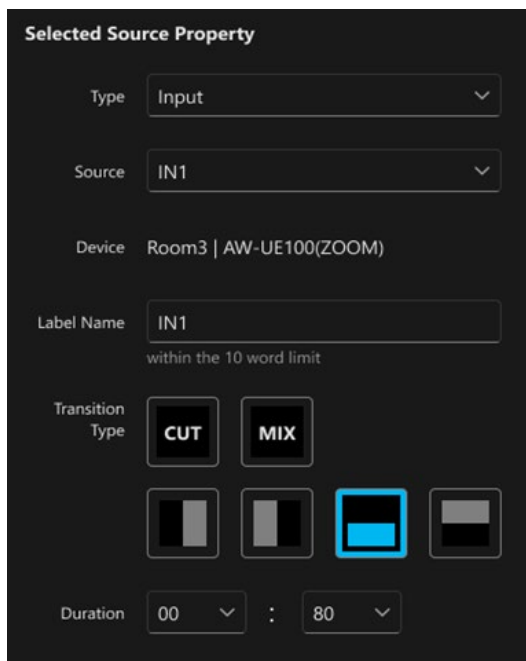 Selected Source Property
Type Input
Source IN1
Device Room3 | AW-UE100(ZOOM)
Label Name IN1
within the 10 word limit
Transition
Type
CUT MIX
Duration 00 : 80